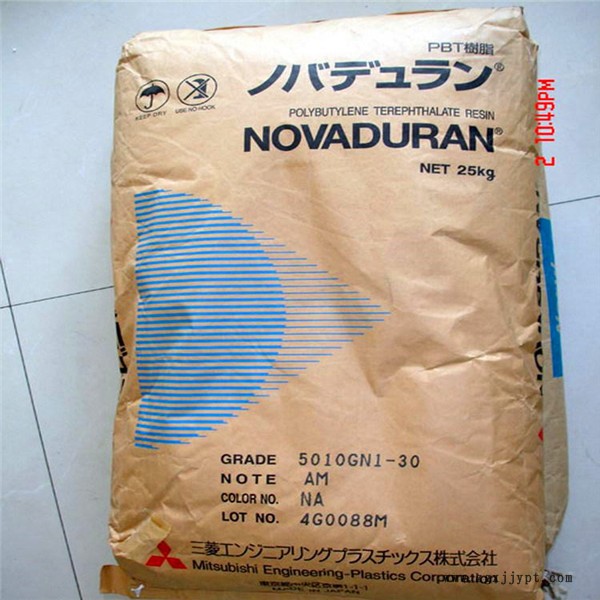 PBT樹脂
ノバデュラン®
KEEP DRY
USE NO HOOK
POLYBUTYLENE TEREPHTHALATE RESIN
NOVADURAN®
NET 25kg
2 10:49PM
GRADE 5010GN1-30
NOTE AM
COLOR NO. NA
LOT NO. 4G0088M
三菱エンジニアリングプラスチックス株式会社
Mitsubishi Engineering-Plastics Corporation
MADE IN JAPAN